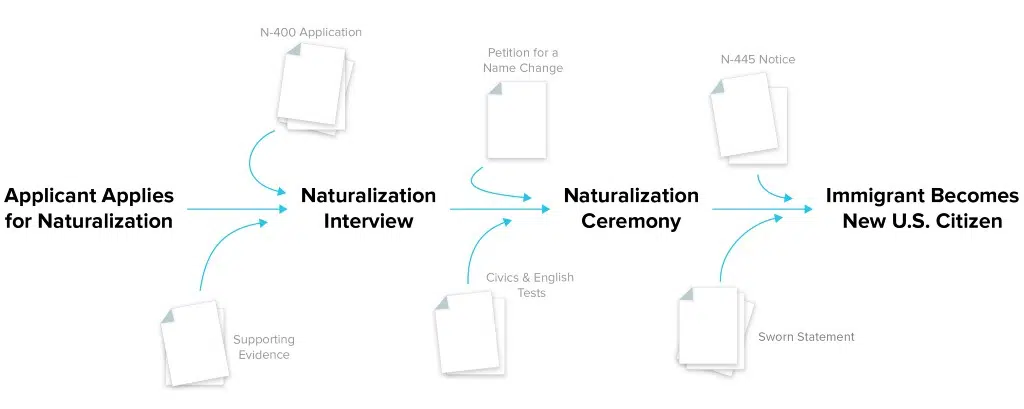 N-400 Application
Petition for a
Name Change
N-445 Notice
Applicant Applies
for Naturalization
Naturalization
Interview
Naturalization
Ceremony
Immigrant Becomes
New U.S. Citizen
Supporting
Evidence
Civics & English
Tests
Sworn Statement